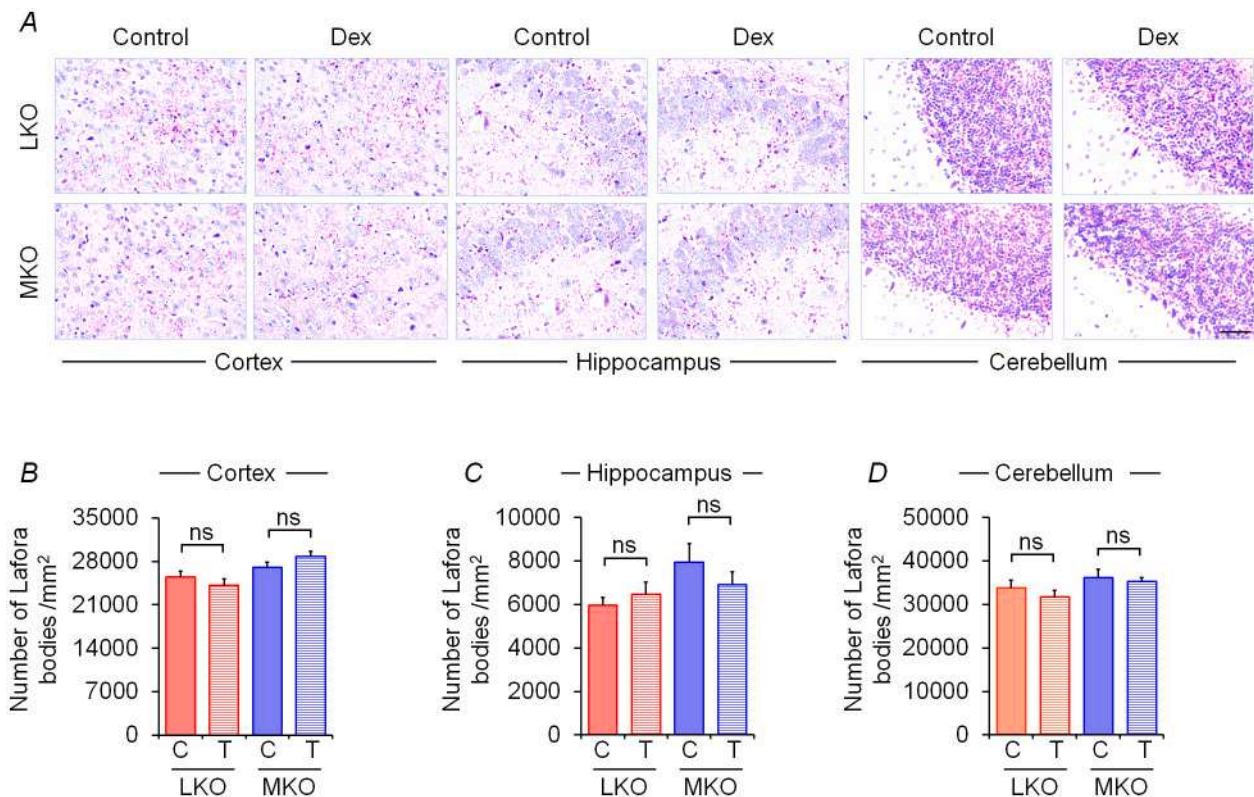 A
Control Dex Control Dex Control Dex
LKO
MKO
Cortex Hippocampus Cerebellum
B
Cortex
Number of Lafora
bodies /mm²
35000
28000
21000
14000
7000
0
ns
ns
C T C T
LKO MKO
C
Hippocampus
Number of Lafora
bodies /mm²
10000
8000
6000
4000
2000
0
ns
ns
C T C T
LKO MKO
D
Cerebellum
Number of Lafora
bodies /mm²
50000
40000
30000
20000
10000
0
ns
ns
C T C T
LKO MKO